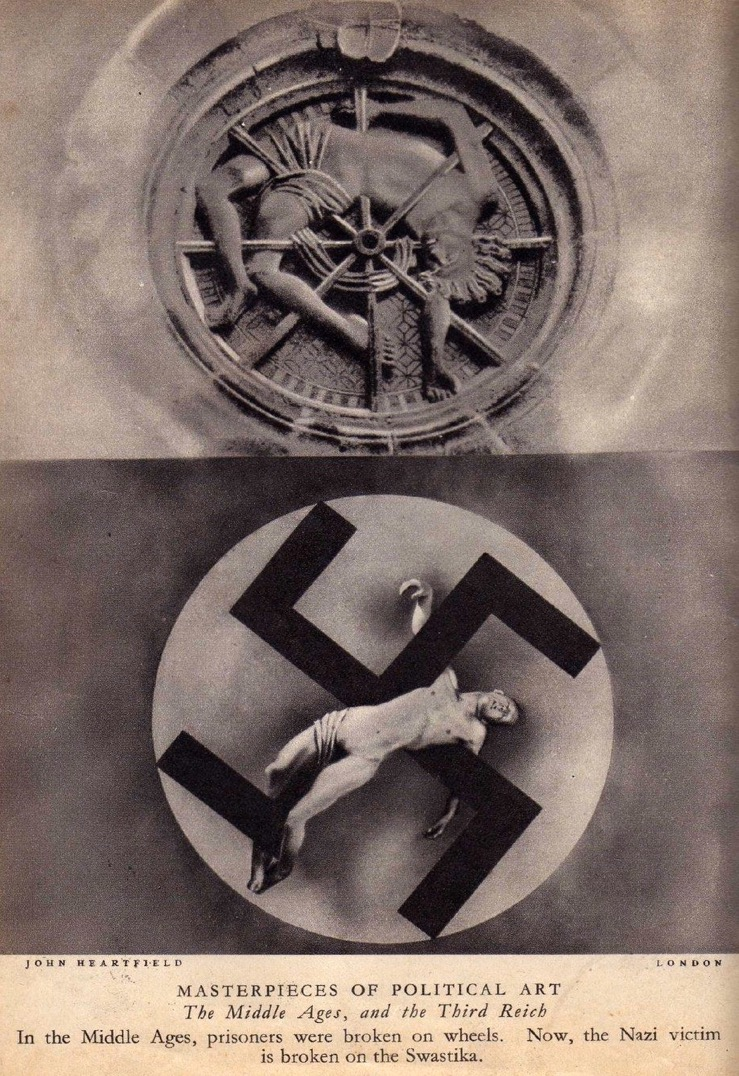 JOHN HEARTFIELD
LONDON
MASTERPIECES OF POLITICAL ART
The Middle Ages, and the Third Reich
In the Middle Ages, prisoners were broken on wheels. Now, the Nazi victim
is broken on the Swastika.